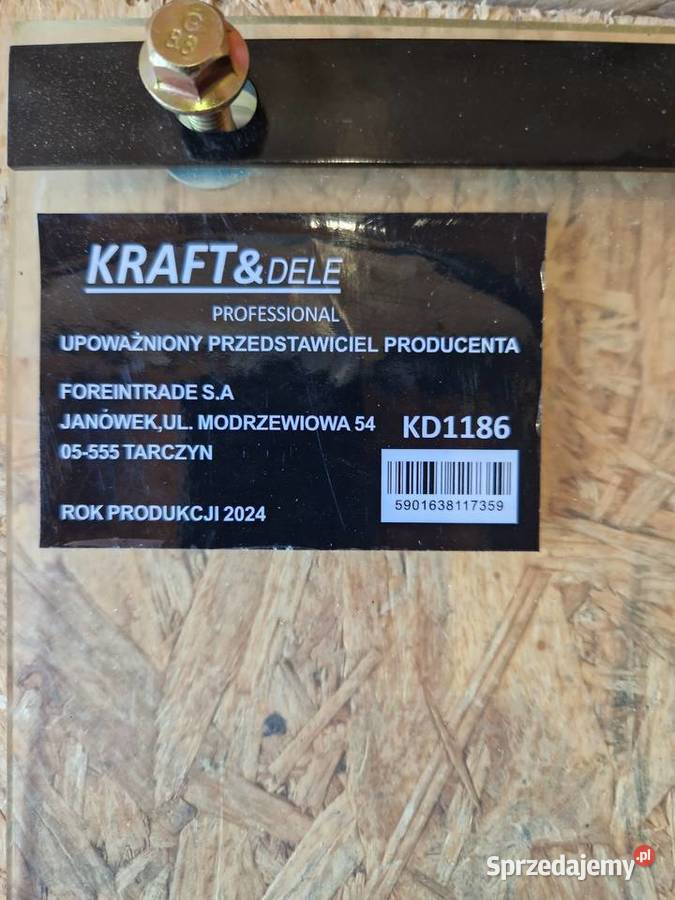 8.8
KRAFT&DELE
PROFESSIONAL
UPOWAŻNIONY PRZEDSTAWICIEL PRODUCENTA
FOREINTRADE S.A
JANÓWEK,UL. MODRZEWIOWA 54
KD1186
05-555 TARCZYN
5901638117359
ROK PRODUKCJI 2024
Sprzedajemy.pl